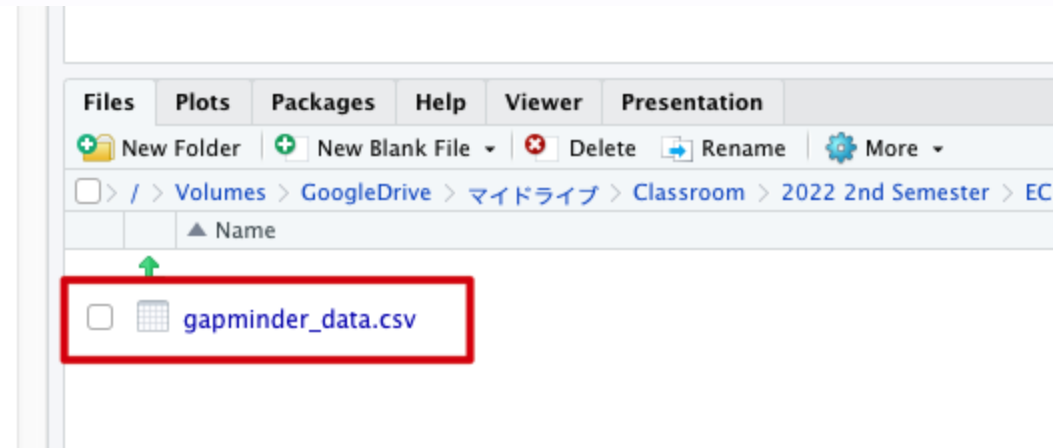 Files Plots Packages Help Viewer Presentation
New Folder New Blank File Delete Rename More
/ > Volumes > GoogleDrive > マイドライブ > Classroom > 2022 2nd Semester > EC
Name
gapminder_data.csv